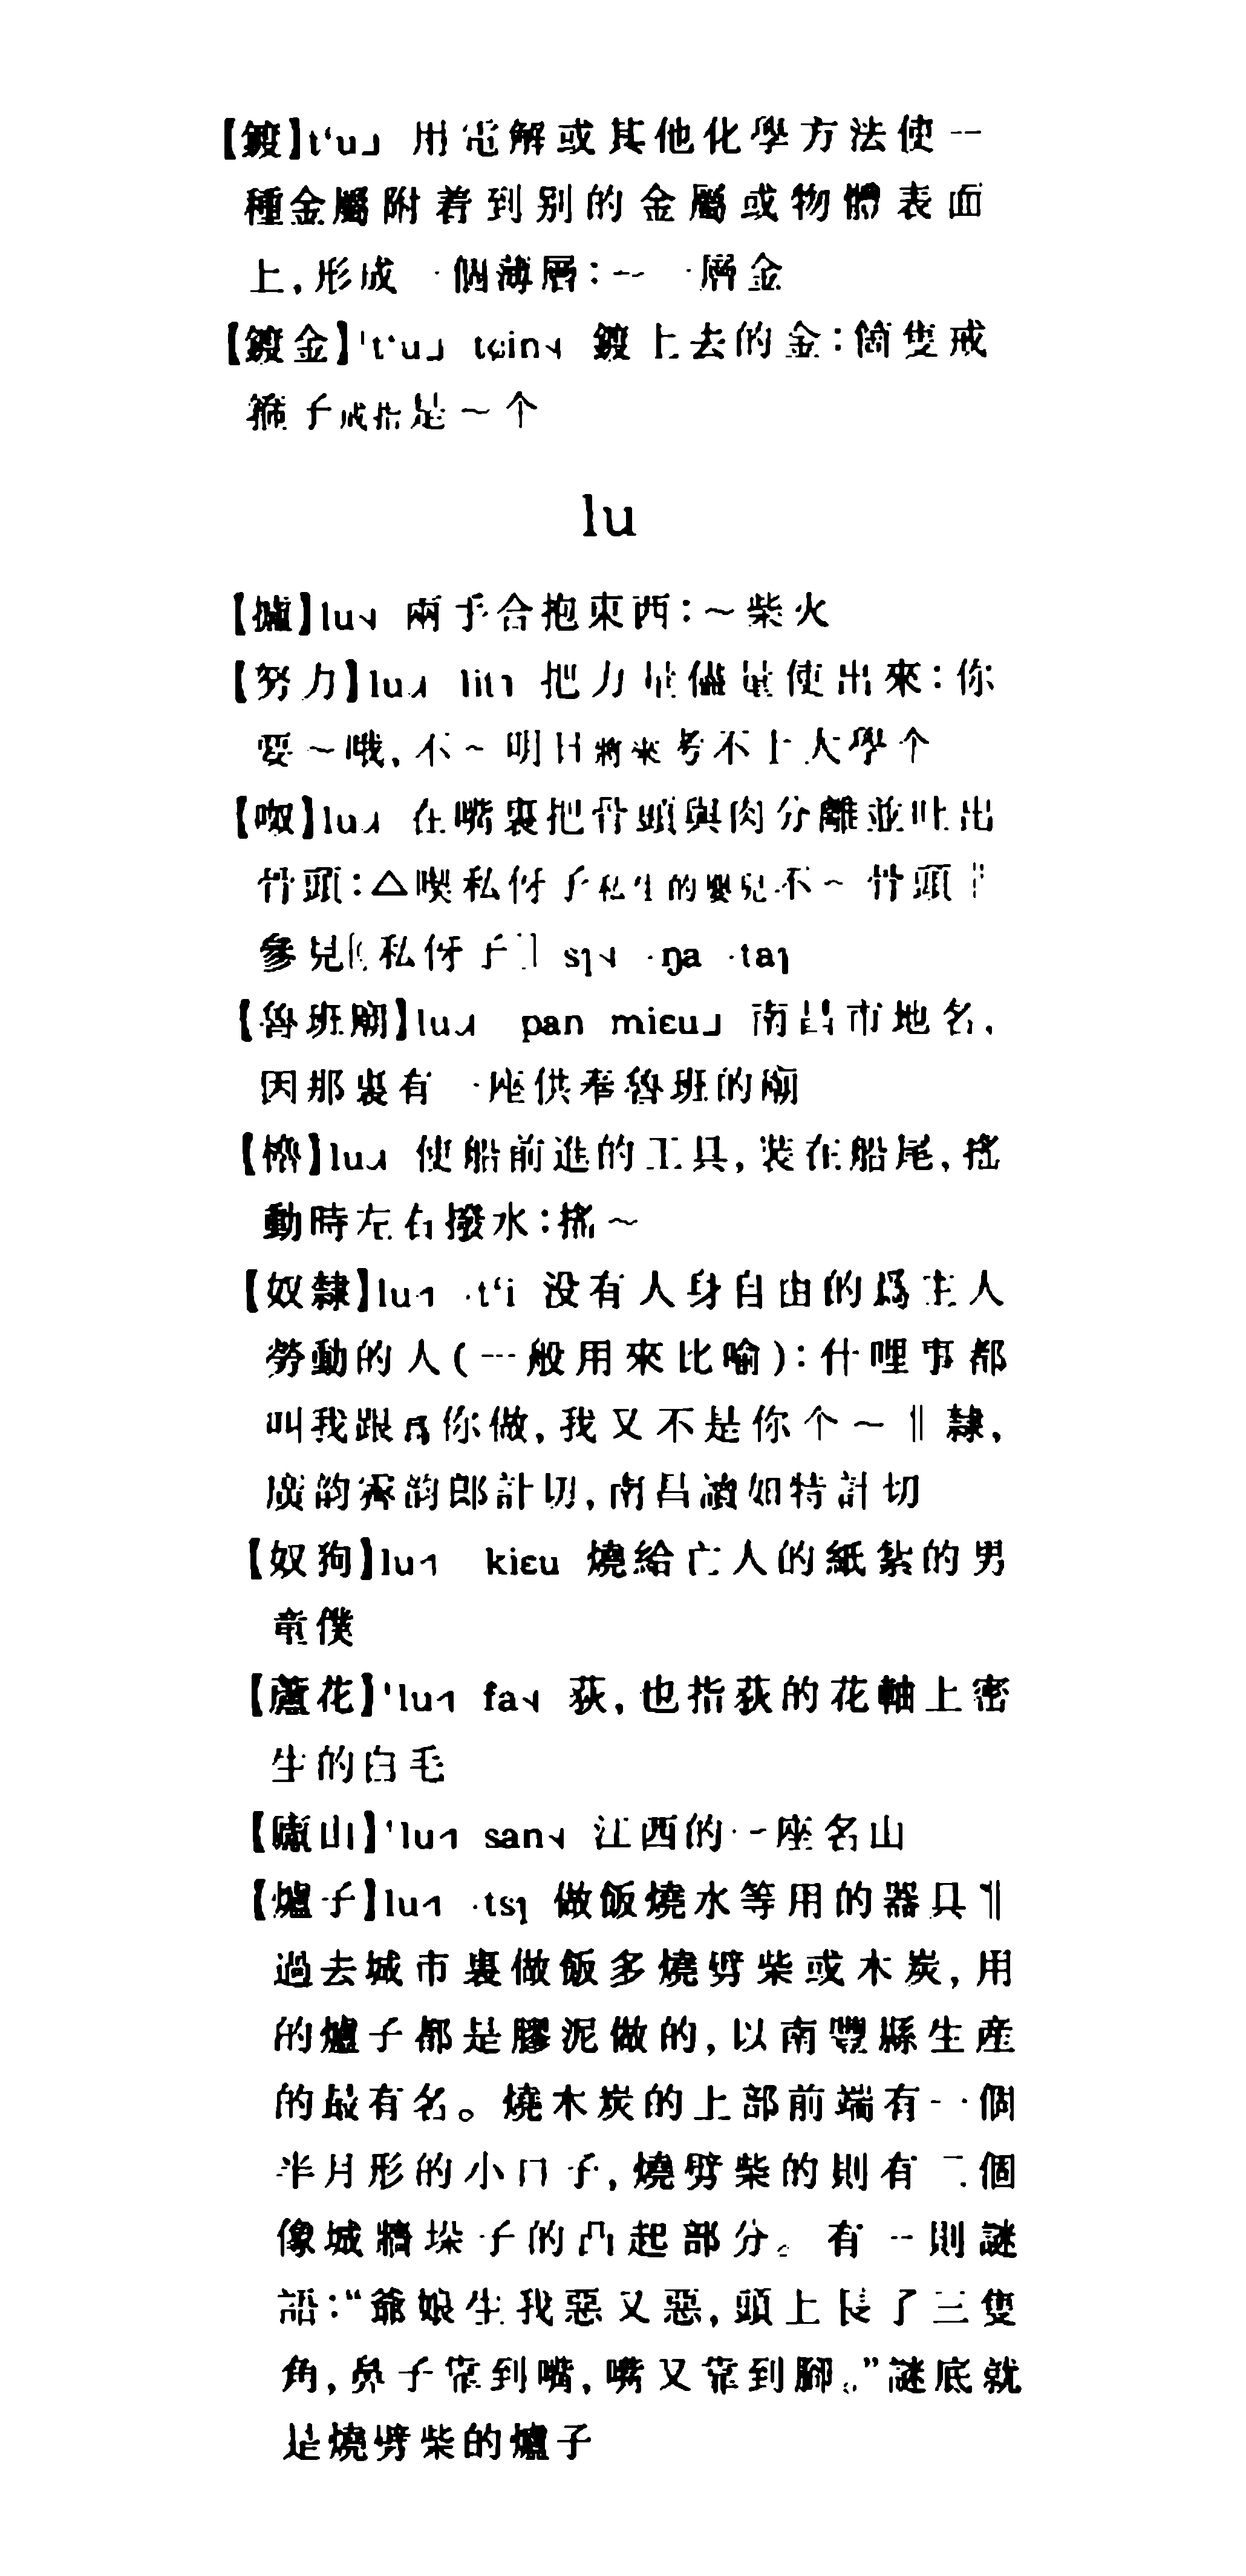 【鍍】t‘u˩ 用電解或其他化學方法使一
種金屬附着到别的金屬或物體表面
上,形成一個薄層:~一層金
【鍍金】ˈt‘u˩ tɕin˧˩ 鍍上去的金:箇隻戒
箍子戒指是~个
lu
【攎】lu˧˩ 兩手合抱東西:~柴火
【努力】lu˨˩˧ lit˥ 把力量儘量使出來:你
要~哦,不~明日將來考不上大學个
【呶】lu˨˩˧ 在嘴裏把骨頭與肉分離並吐出
骨頭:△喫私伢子私生的嬰兒不~骨頭‖
參見【私伢子】 sɿ˧˩ ·ŋa ·tsɿ
【魯班廟】lu˨˩˧ pan miɛu˩ 南昌市地名,
因那裏有一座供奉魯班的廟
【櫓】lu˨˩˧ 使船前進的工具,装在船尾,摇
動時左右撥水:摇~
【奴隸】lu˧˥ ·t‘i 没有人身自由的爲主人
勞動的人(一般用來比喻):什哩事都
叫我跟你做,我又不是你个~‖隸,
廣韵霽韵郎計切,南昌讀如特計切
【奴狗】lu˧˥ kiɛu 燒給亡人的紙紮的男
童僕
【蘆花】ˈlu˧˥ fa˧˩ 荻,也指荻的花軸上密
生的白毛
【廬山】ˈlu˧˥ san˧˩ 江西的一座名山
【爐子】lu˧˥ ·tsɿ 做飯燒水等用的器具‖
過去城市裏做飯多燒劈柴或木炭,用
的爐子都是膠泥做的,以南豐縣生産
的最有名。燒木炭的上部前端有一個
半月形的小口子,燒劈柴的則有三個
像城牆垛子的凸起部分。有一則謎
語:“爺娘生我惡又惡,頭上長了三隻
角,鼻子靠到嘴,嘴又靠到腳。”謎底就
是燒劈柴的爐子